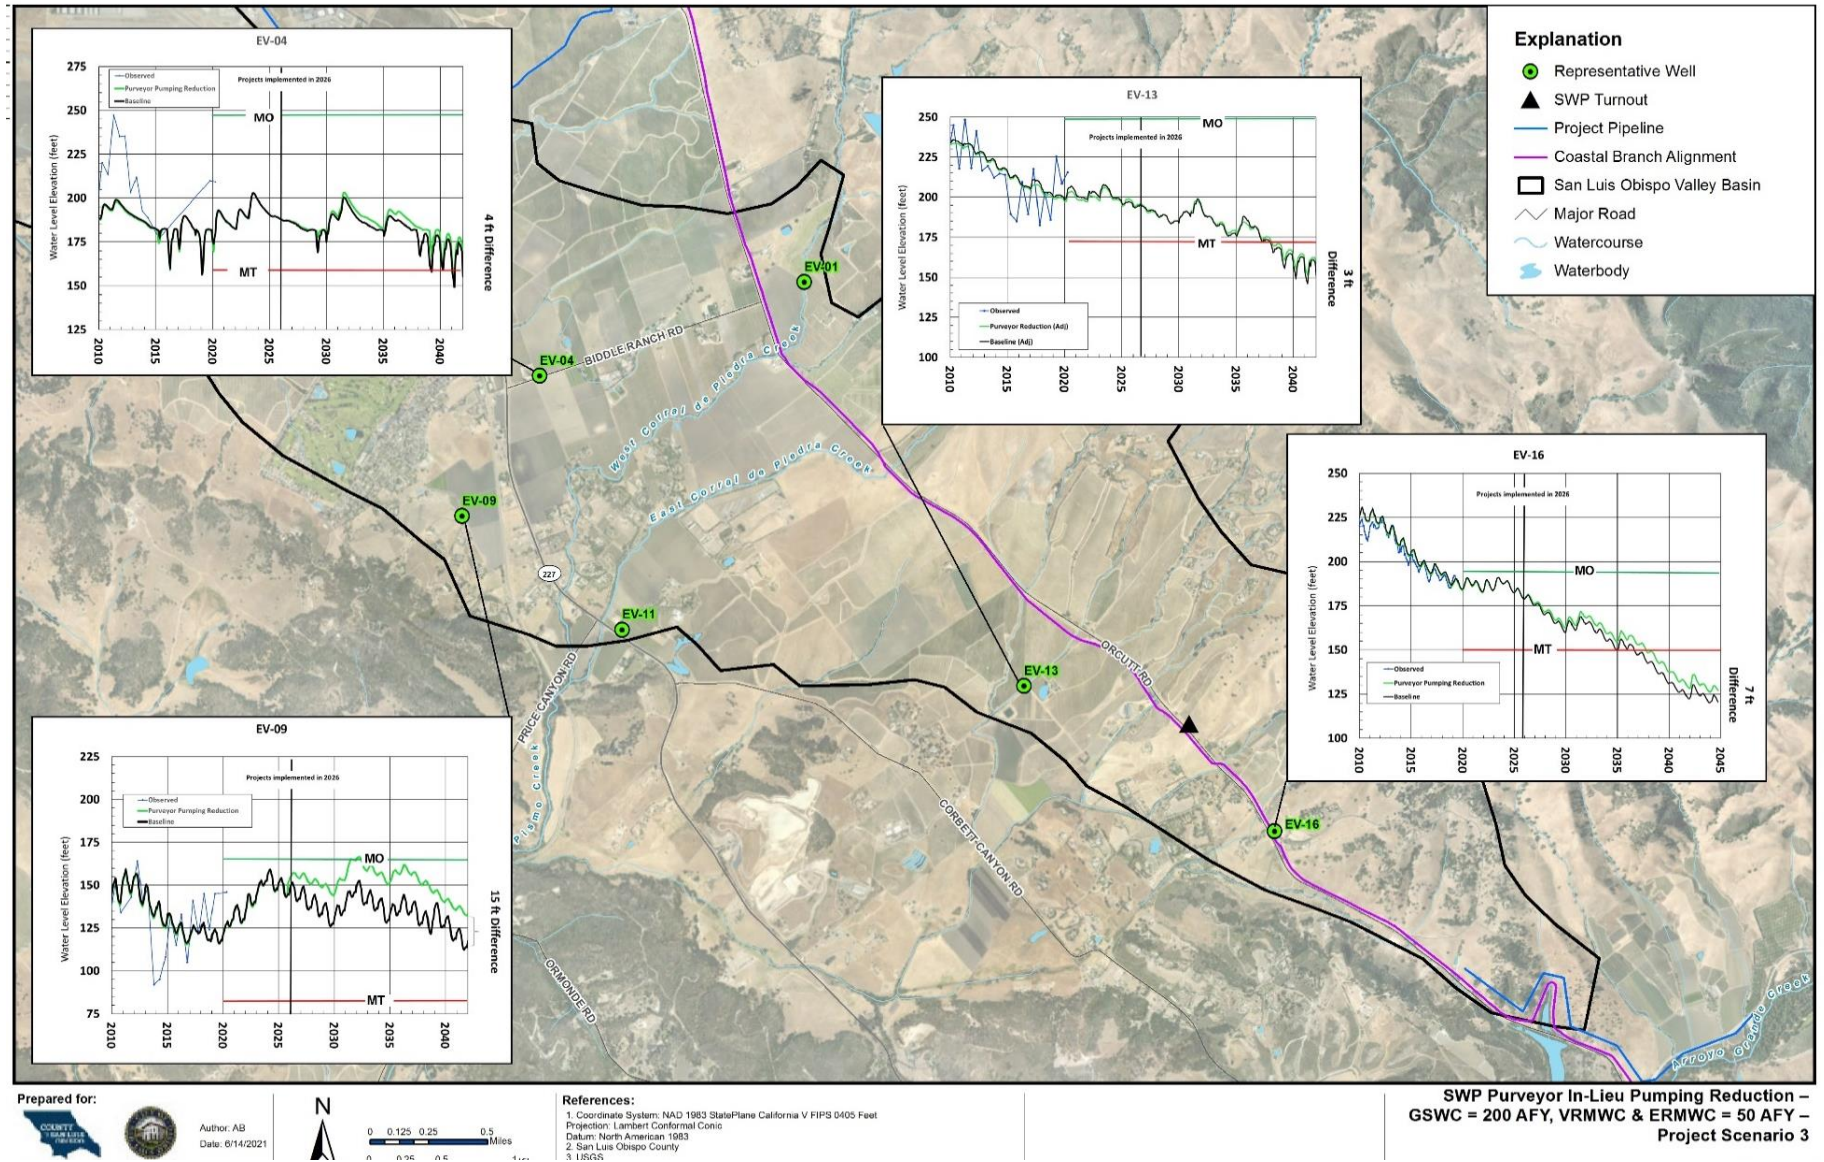 EV-04
275
250
225
200
175
150
125
Water Level Elevation (feet)
Observed
Purveyor Pumping Reduction
Baseline
Projects implemented in 2026
MO
MT
2010
2015
2020
2025
2030
2035
2040
4 ft Difference
EV-13
250
225
200
175
150
125
100
Water Level Elevation (feet)
Projects implemented in 2026
MO
MT
Observed
Purveyor Reduction (Adj)
Baseline (Adj)
2010
2015
2020
2025
2030
2035
2040
3 ft
Difference
Explanation
Representative Well
SWP Turnout
Project Pipeline
Coastal Branch Alignment
San Luis Obispo Valley Basin
Major Road
Watercourse
Waterbody
EV-01
BIDDLE RANCH RD
EV-04
West Corral de Piedra Creek
East Corral de Piedra Creek
EV-09
227
EV-11
PRICE CANYON RD
Pismo Creek
EV-13
ORCUTT RD
EV-16
CORBETT CANYON RD
ORMONDE RD
Arroyo Grande Creek
EV-16
250
225
200
175
150
125
100
Water Level Elevation (feet)
Projects implemented in 2026
MO
MT
Observed
Purveyor Pumping Reduction
Baseline
2010
2015
2020
2025
2030
2035
2040
2045
7 ft
Difference
EV-09
225
200
175
150
125
100
75
Water Level Elevation (feet)
Projects implemented in 2026
Observed
Purveyor Pumping Reduction
Baseline
MO
MT
2010
2015
2020
2025
2030
2035
2040
15 ft Difference
Prepared for:
COUNTY
Author: AB
Date: 6/14/2021
N
0 0.125 0.25 0.5
Miles
0 0.25 0.5
References:
1. Coordinate System: NAD 1983 StatePlane California V FIPS 0405 Feet
Projection: Lambert Conformal Conic
Datum: North American 1983
2. San Luis Obispo County
3. USGS
SWP Purveyor In-Lieu Pumping Reduction –
GSWC = 200 AFY, VRMWC & ERMWC = 50 AFY –
Project Scenario 3